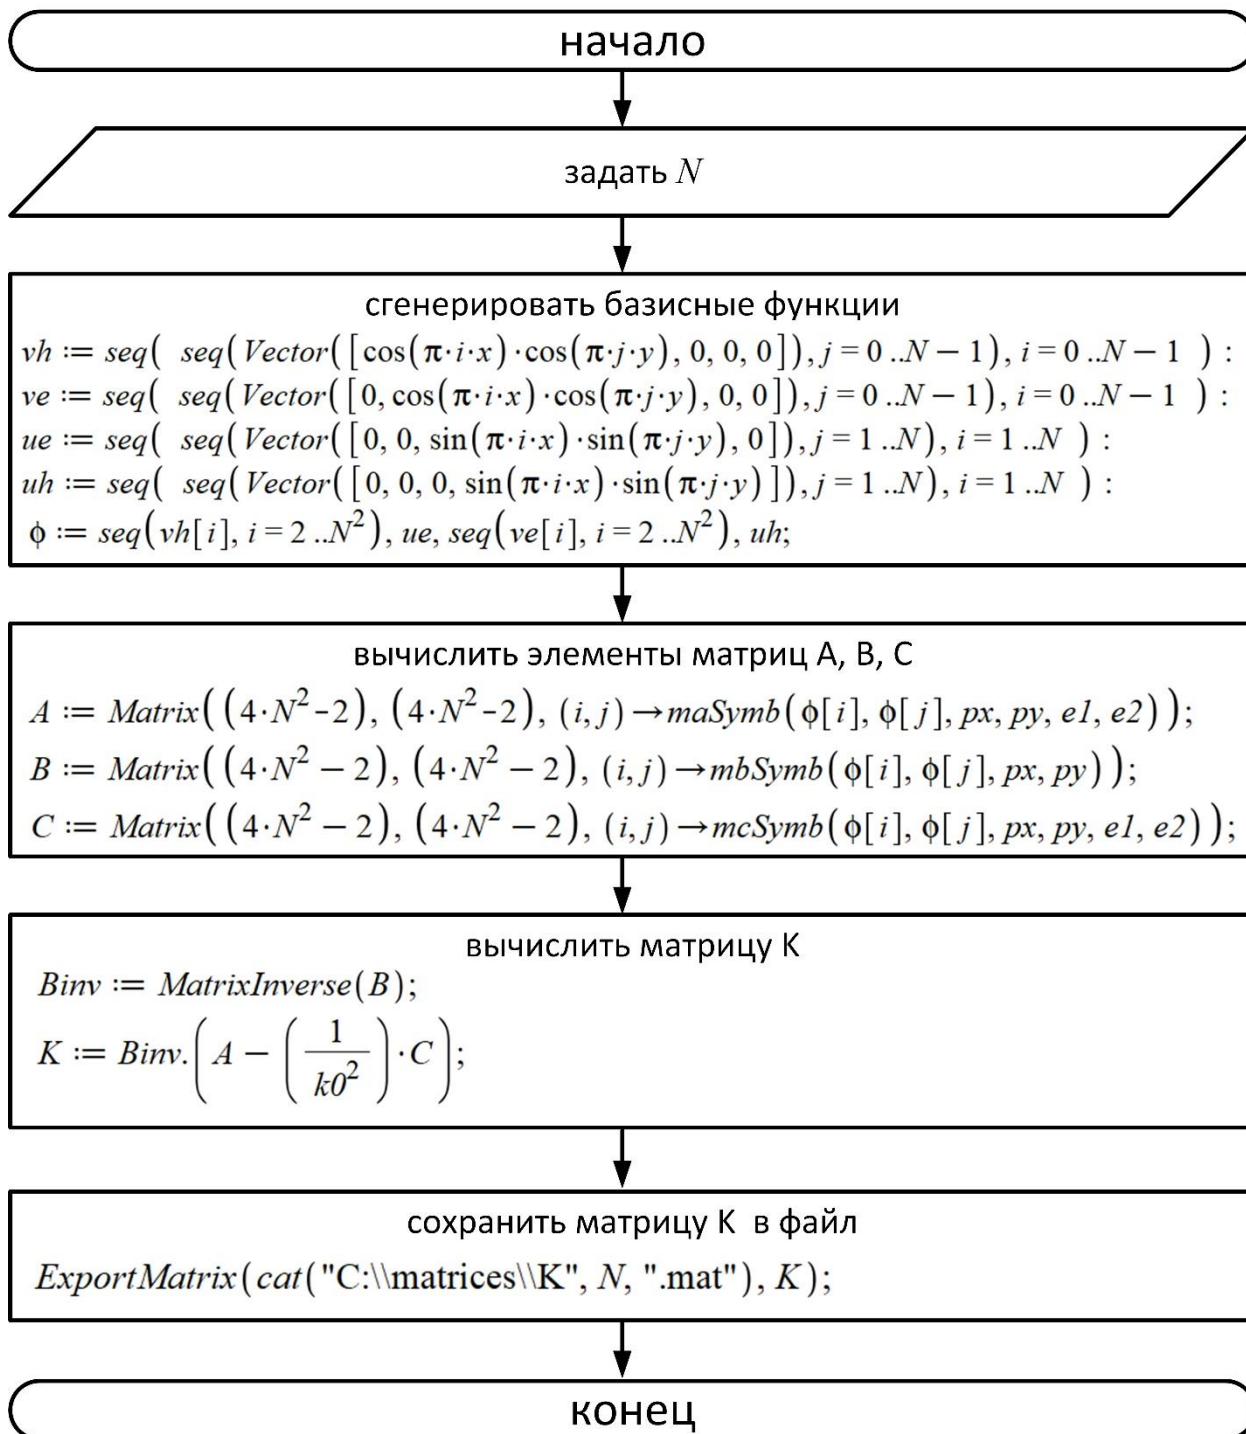 начало
задать N
сгенерировать базисные функции
vh := seq( seq(Vector([cos(π·i·x)·cos(π·j·y), 0, 0, 0]), j = 0 ..N − 1), i = 0 ..N − 1 ) :
ve := seq( seq(Vector([0, cos(π·i·x)·cos(π·j·y), 0, 0]), j = 0 ..N − 1), i = 0 ..N − 1 ) :
ue := seq( seq(Vector([0, 0, sin(π·i·x)·sin(π·j·y), 0]), j = 1 ..N), i = 1 ..N ) :
uh := seq( seq(Vector([0, 0, 0, sin(π·i·x)·sin(π·j·y)]), j = 1 ..N), i = 1 ..N ) :
ϕ := seq(vh[i], i = 2 ..N²), ue, seq(ve[i], i = 2 ..N²), uh;
вычислить элементы матриц A, B, C
A := Matrix((4·N²-2), (4·N²-2), (i, j)→maSymb(ϕ[i], ϕ[j], px, py, e1, e2));
B := Matrix((4·N² − 2), (4·N² − 2), (i, j)→mbSymb(ϕ[i], ϕ[j], px, py));
C := Matrix((4·N² − 2), (4·N² − 2), (i, j)→mcSymb(ϕ[i], ϕ[j], px, py, e1, e2));
вычислить матрицу K
Binv := MatrixInverse(B);
K := Binv.(A − (1/k0²)·C);
сохранить матрицу K в файл
ExportMatrix(cat("C:\\matrices\\K", N, ".mat"), K);
конец